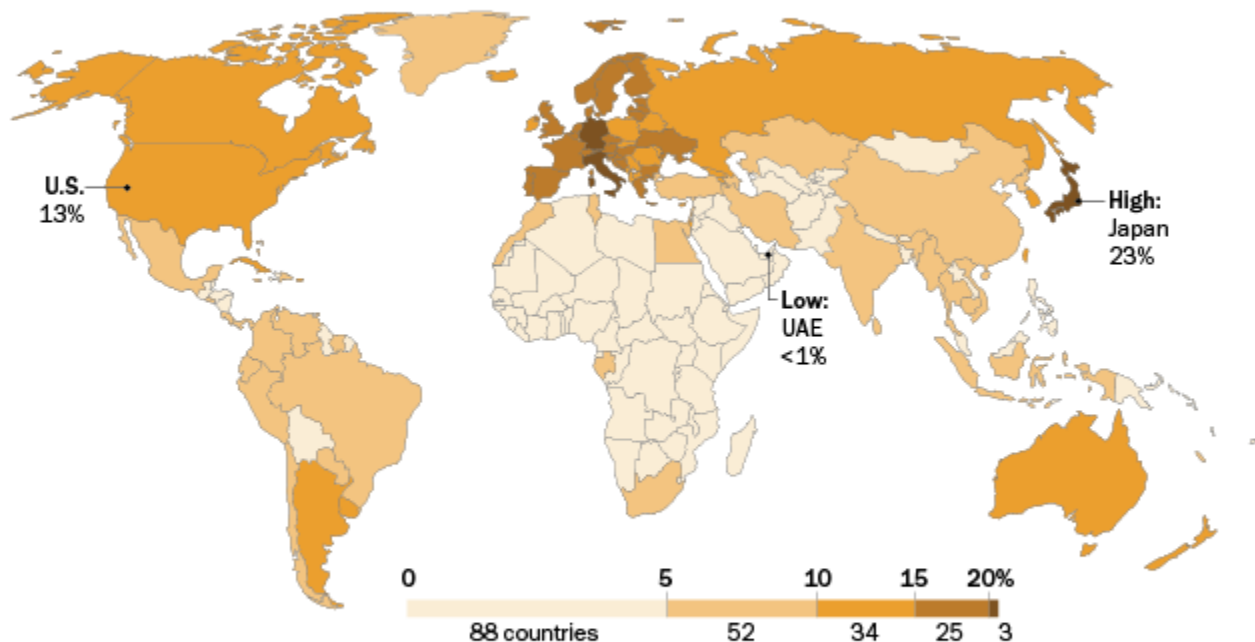 U.S.
13%
High:
Japan
23%
Low:
UAE
<1%
0 5 10 15 20%
88 countries 52 34 25 3